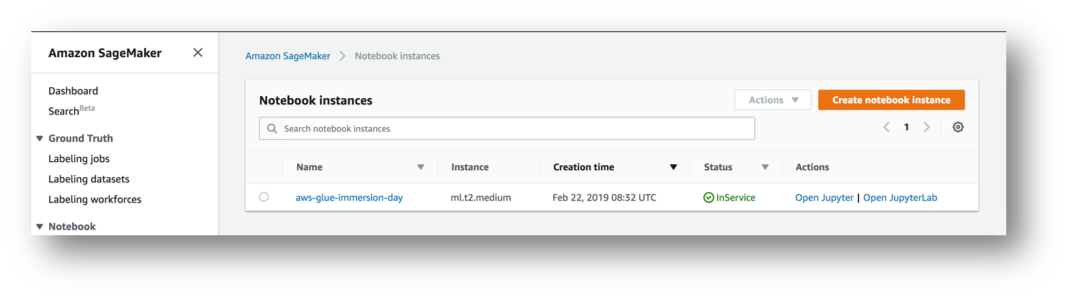 Amazon SageMaker ×
Dashboard
Search Beta
▼ Ground Truth
Labeling jobs
Labeling datasets
Labeling workforces
▼ Notebook
Amazon SageMaker > Notebook instances
Notebook instances Actions ▼ Create notebook instance
Search notebook instances < 1 >
Name ▼ Instance Creation time ▼ Status ▼ Actions
aws-glue-immersion-day ml.t2.medium Feb 22, 2019 08:32 UTC InService Open Jupyter | Open JupyterLab